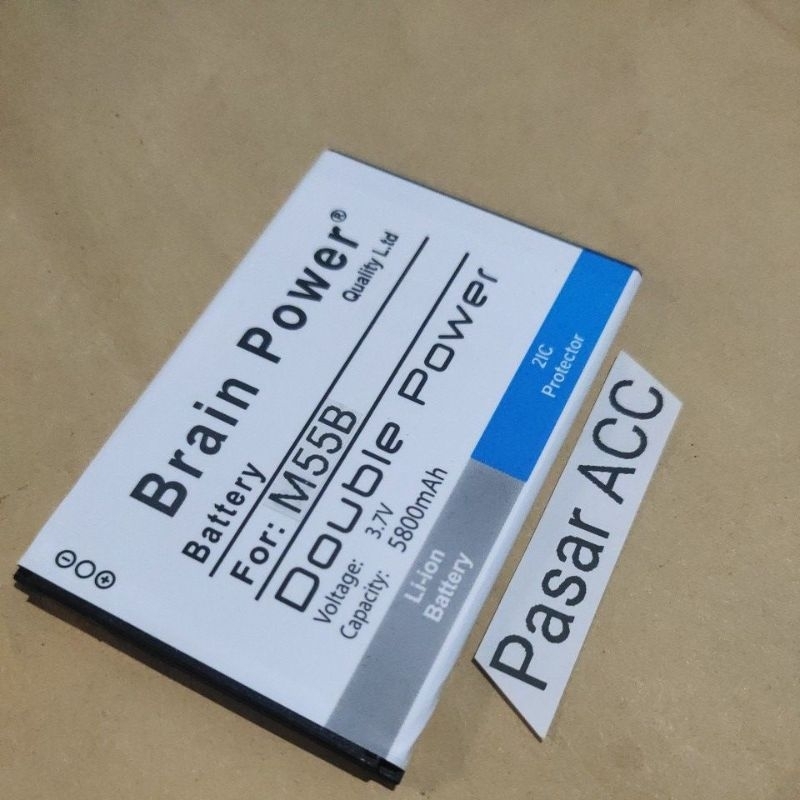 Brain Power®
Quality L.td
Battery
For: M55B
Double Power
Voltage: 3.7V
Capacity: 5800mAh
Li-ion
Battery
2IC
Protector
Pasar ACC